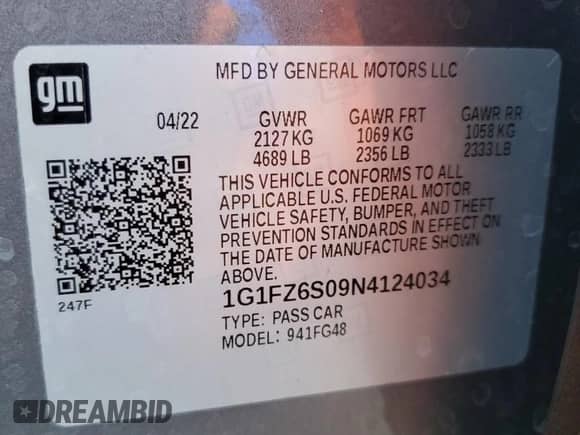 gm
MFD BY GENERAL MOTORS LLC
04/22 GVWR GAWR FRT GAWR RR
2127 KG 1069 KG 1058 KG
4689 LB 2356 LB 2333 LB
THIS VEHICLE CONFORMS TO ALL
APPLICABLE U.S. FEDERAL MOTOR
VEHICLE SAFETY, BUMPER, AND THEFT
PREVENTION STANDARDS IN EFFECT ON
THE DATE OF MANUFACTURE SHOWN
ABOVE.
247F
1G1FZ6S09N4124034
TYPE: PASS CAR
MODEL: 941FG48
DREAMBID